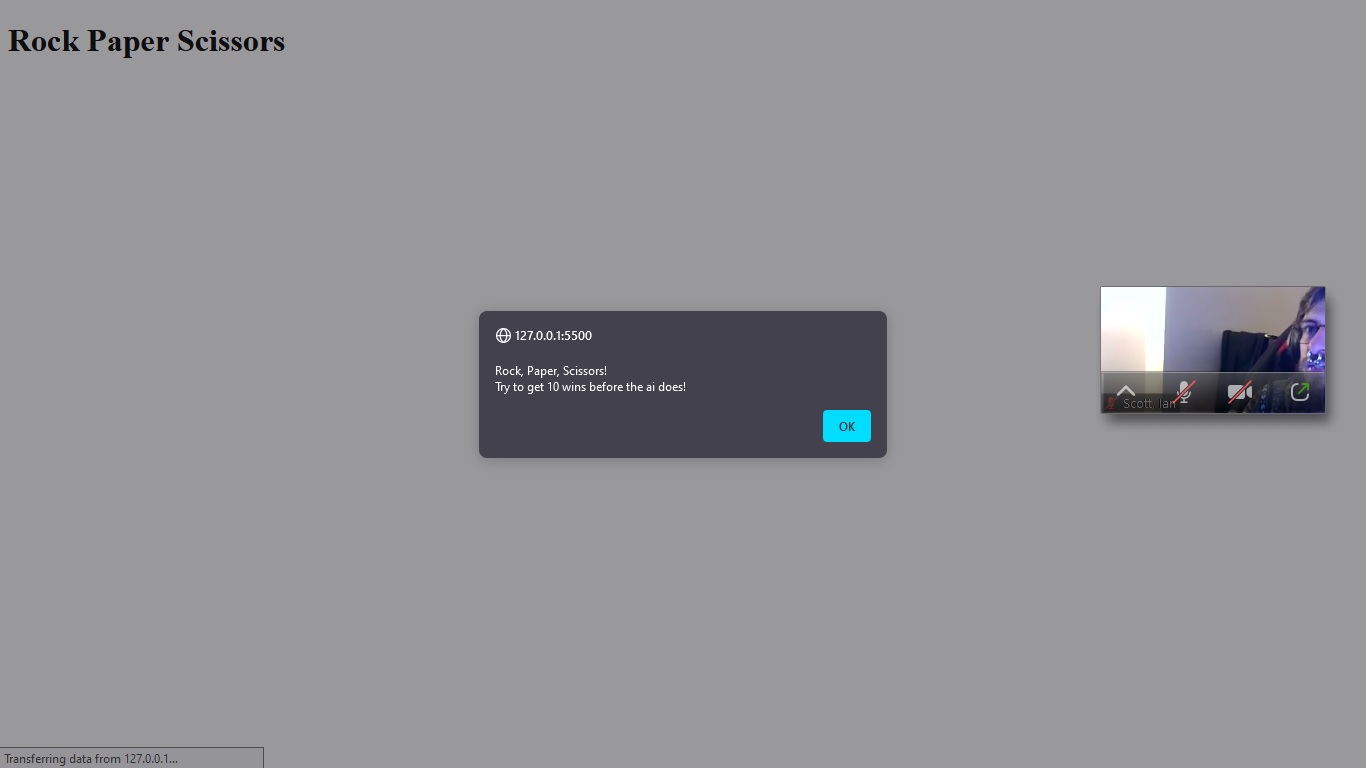 Rock Paper Scissors
127.0.0.1:5500
Rock, Paper, Scissors!
Try to get 10 wins before the ai does!
OK
Scott Ian
Transferring data from 127.0.0.1...